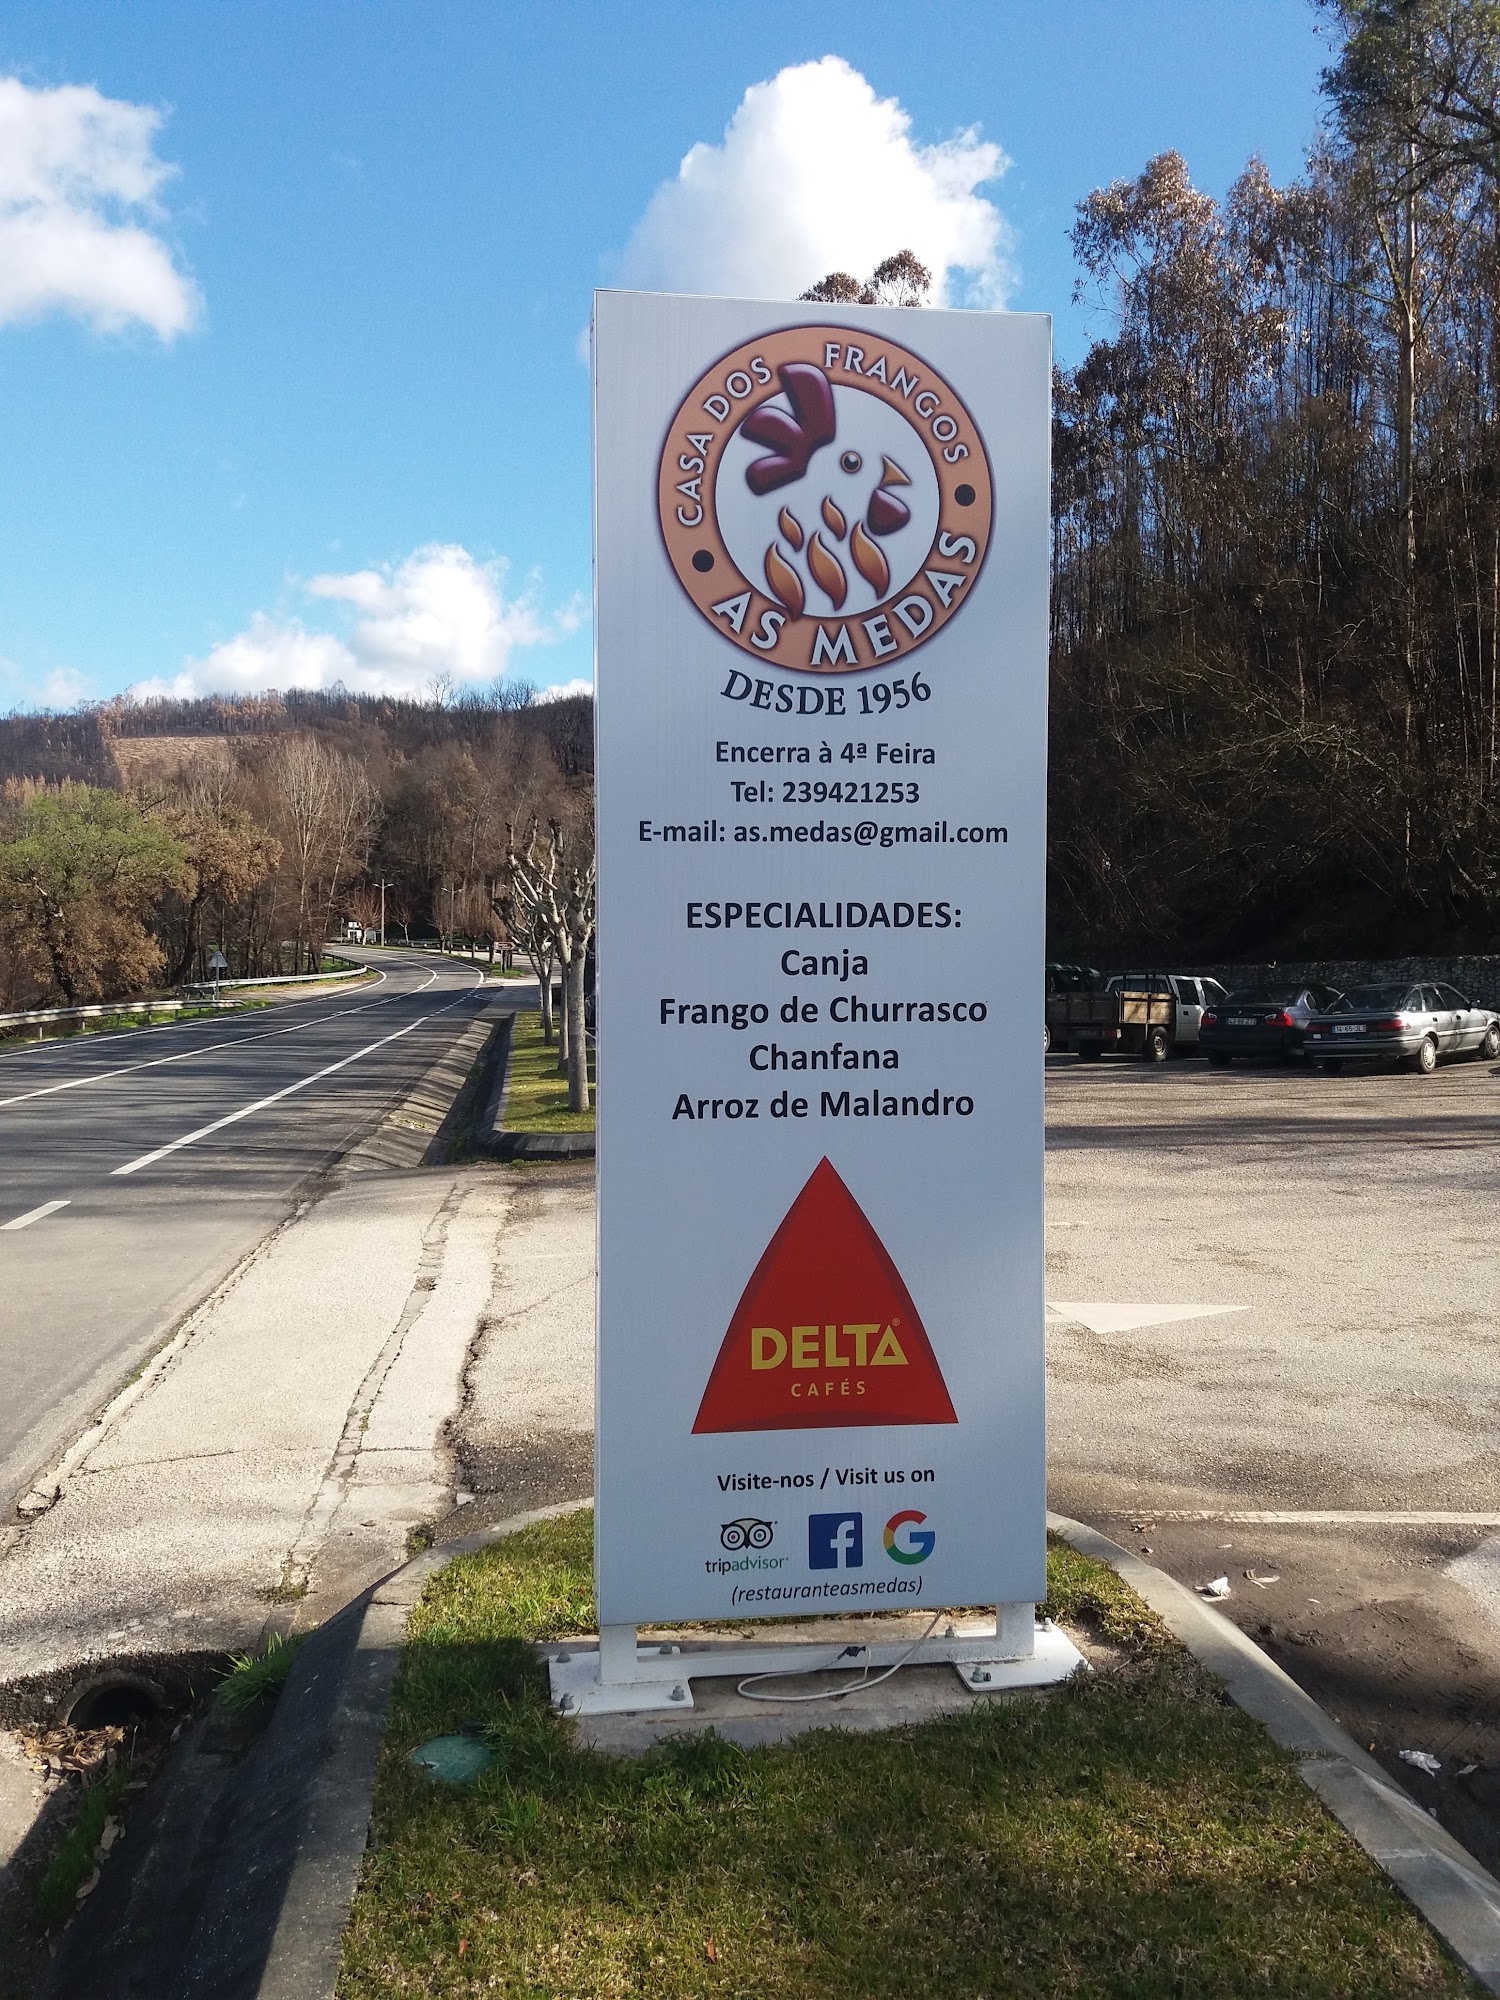 CASA DOS FRANGOS
AS MEDAS
DESDE 1956
Encerra à 4ª Feira
Tel: 239421253
E-mail: as.medas@gmail.com
ESPECIALIDADES:
Canja
Frango de Churrasco
Chanfana
Arroz de Malandro
DELTA®
CAFÉS
Visite-nos / Visit us on
tripadvisor®
(restauranteasmedas)